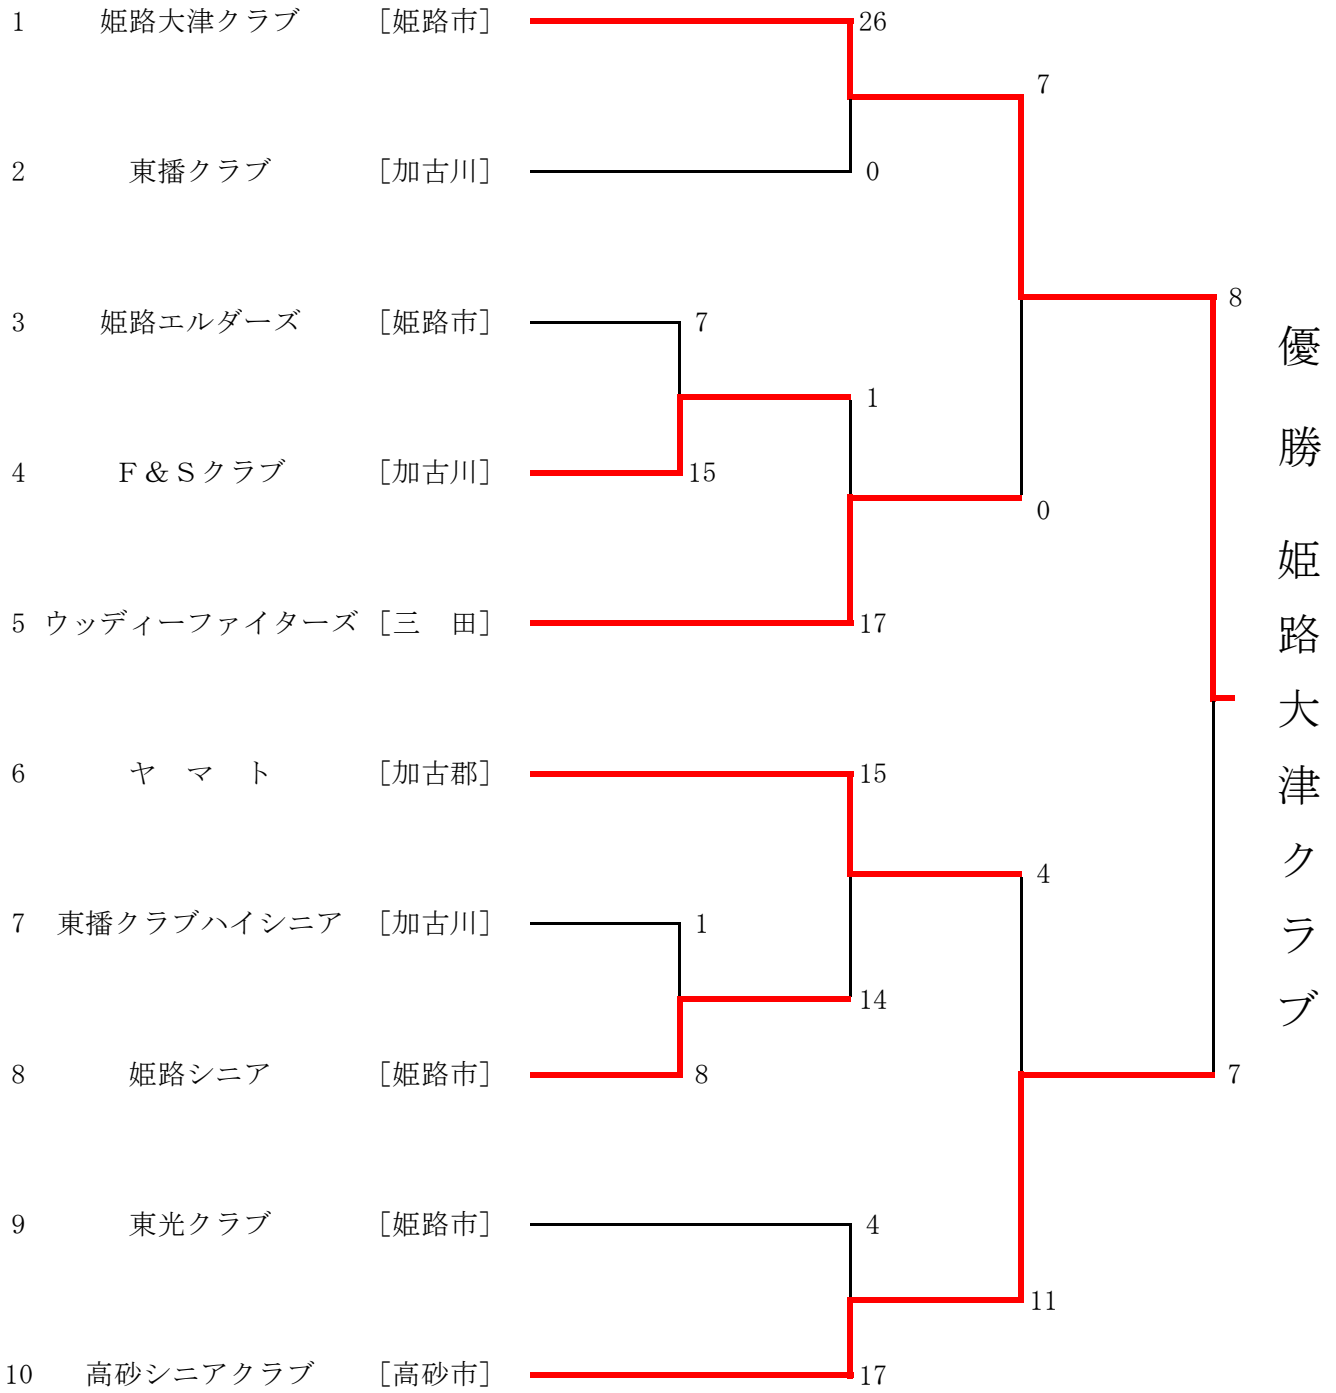 1 姫路大津クラブ [姫路市] 26
7
2 東播クラブ [加古川] 0
8
3 姫路エルダーズ [姫路市] 7
1
4 F&Sクラブ [加古川] 15
0
5 ウッディーファイターズ [三 田] 17
6 ヤ マ ト [加古郡] 15
4
7 東播クラブハイシニア [加古川] 1
14
8 姫路シニア [姫路市] 8
7
9 東光クラブ [姫路市] 4
11
10 高砂シニアクラブ [高砂市] 17
優勝 姫路大津クラブ